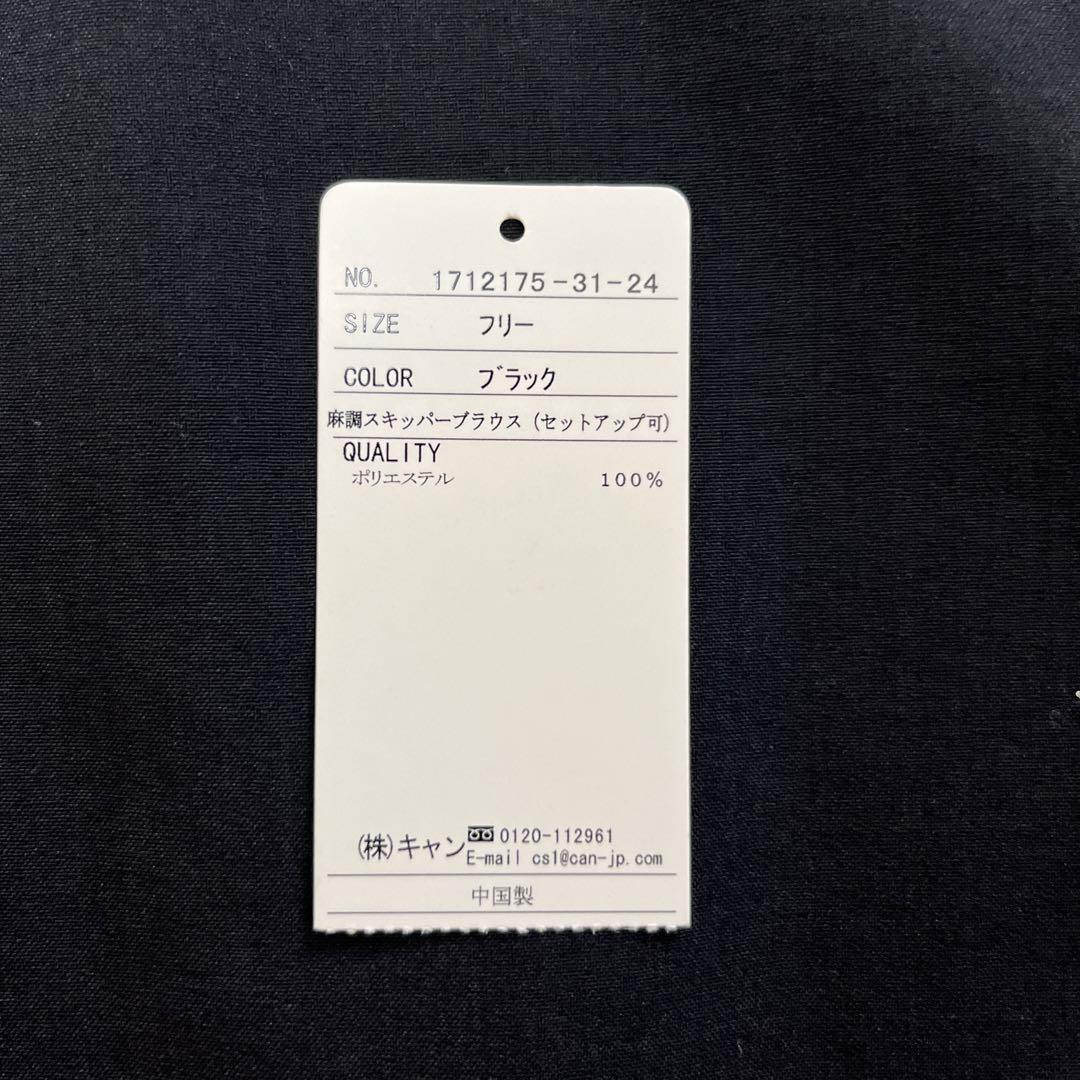 NO. 1712175-31-24
SIZE フリー
COLOR ブラック
麻調スキッパーブラウス（セットアップ可）
QUALITY
ポリエステル 100%
(株)キャン 0120-112961
E-mail cs1@can-jp.com
中国製